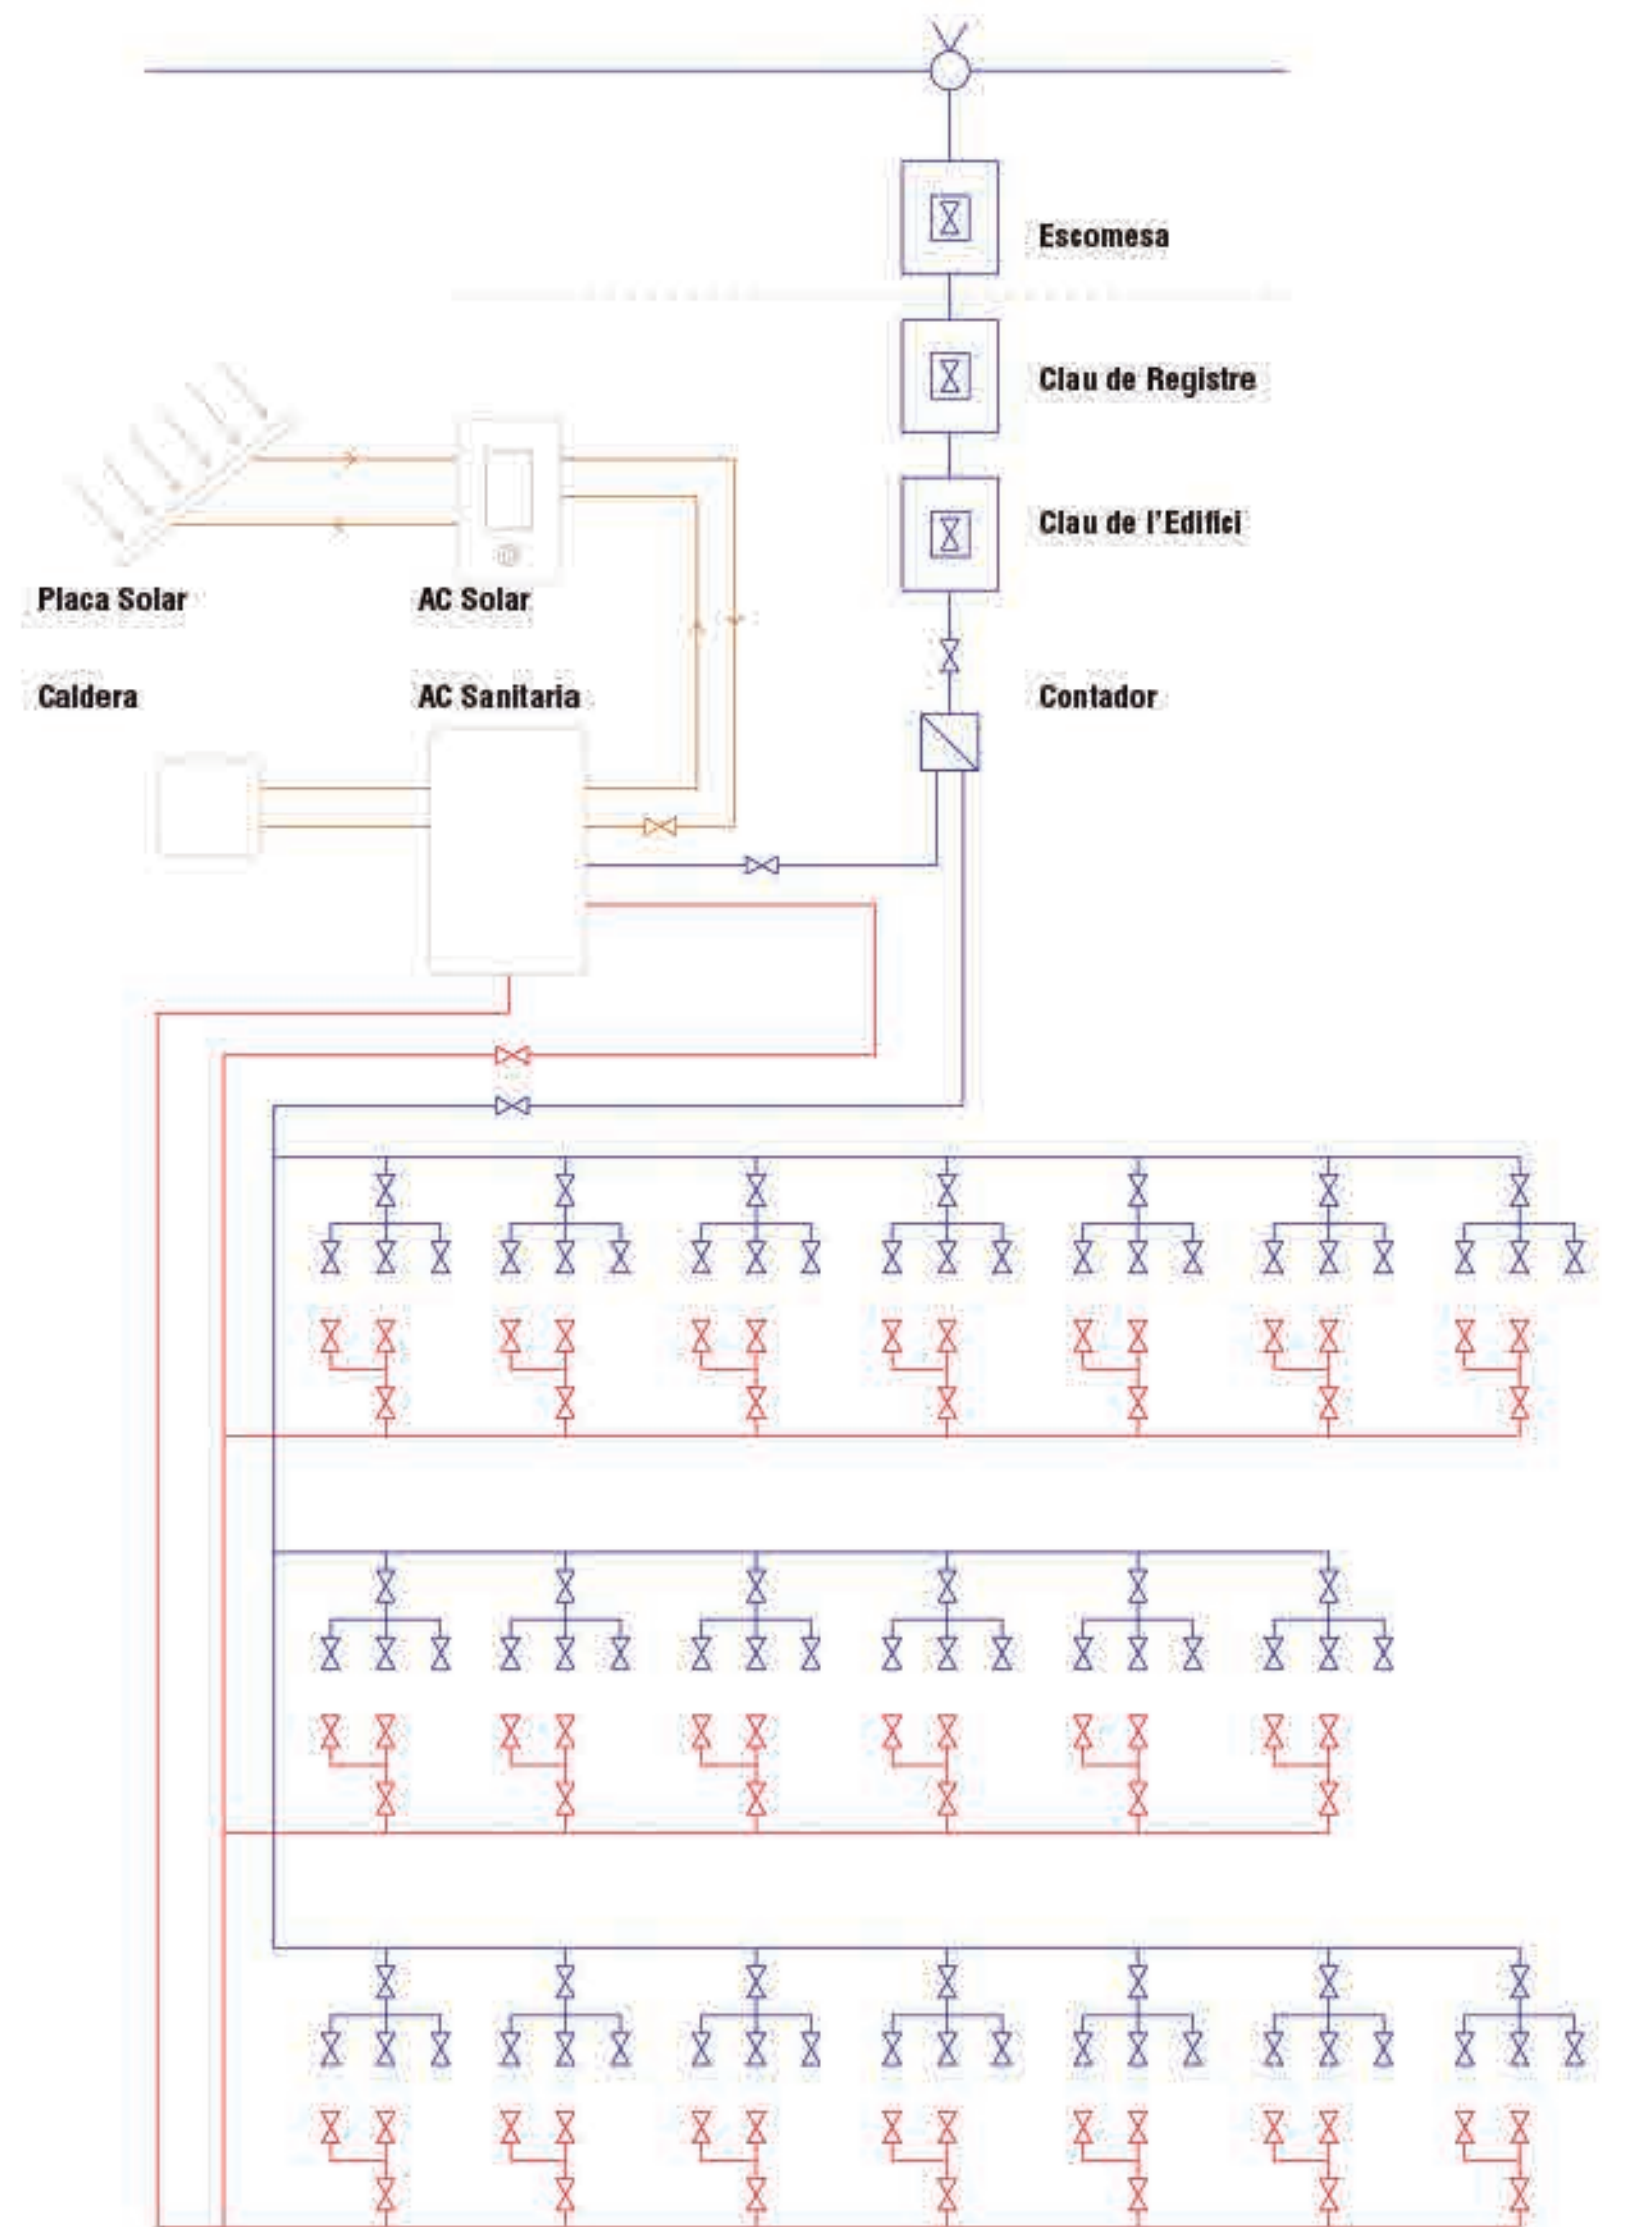 Escomesa
Clau de Registre
Clau de l'Edifici
Placa Solar
AC Solar
Caldera
AC Sanitaria
Contador